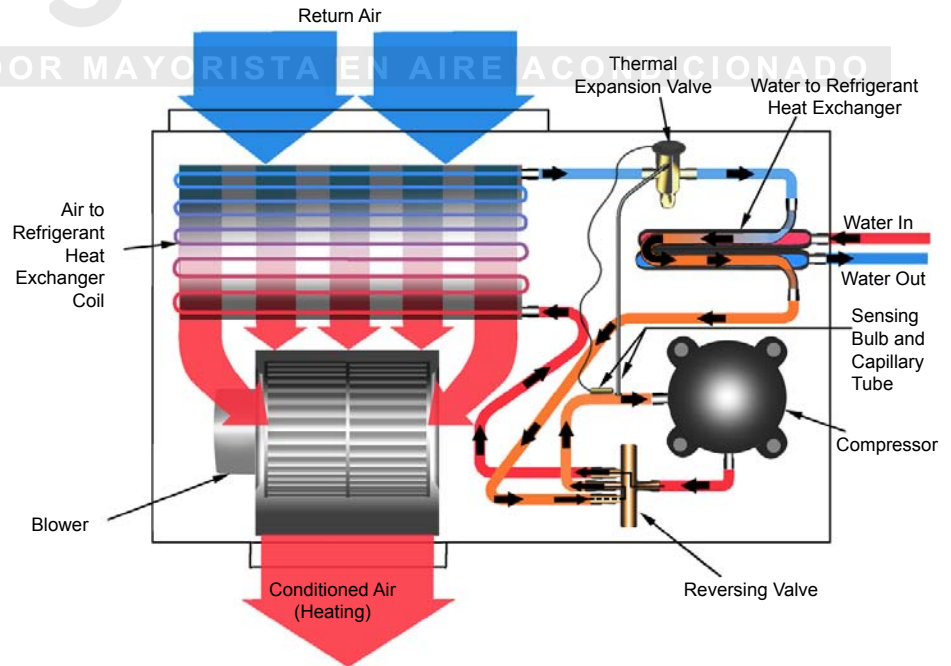 Return Air
DOR MAYORISTA EN AIRE ACONDICIONADO
Thermal
Expansion Valve
Water to Refrigerant
Heat Exchanger
Air to
Refrigerant
Heat
Exchanger
Coil
Water In
Water Out
Sensing
Bulb and
Capillary
Tube
Compressor
Blower
Reversing Valve
Conditioned Air
(Heating)